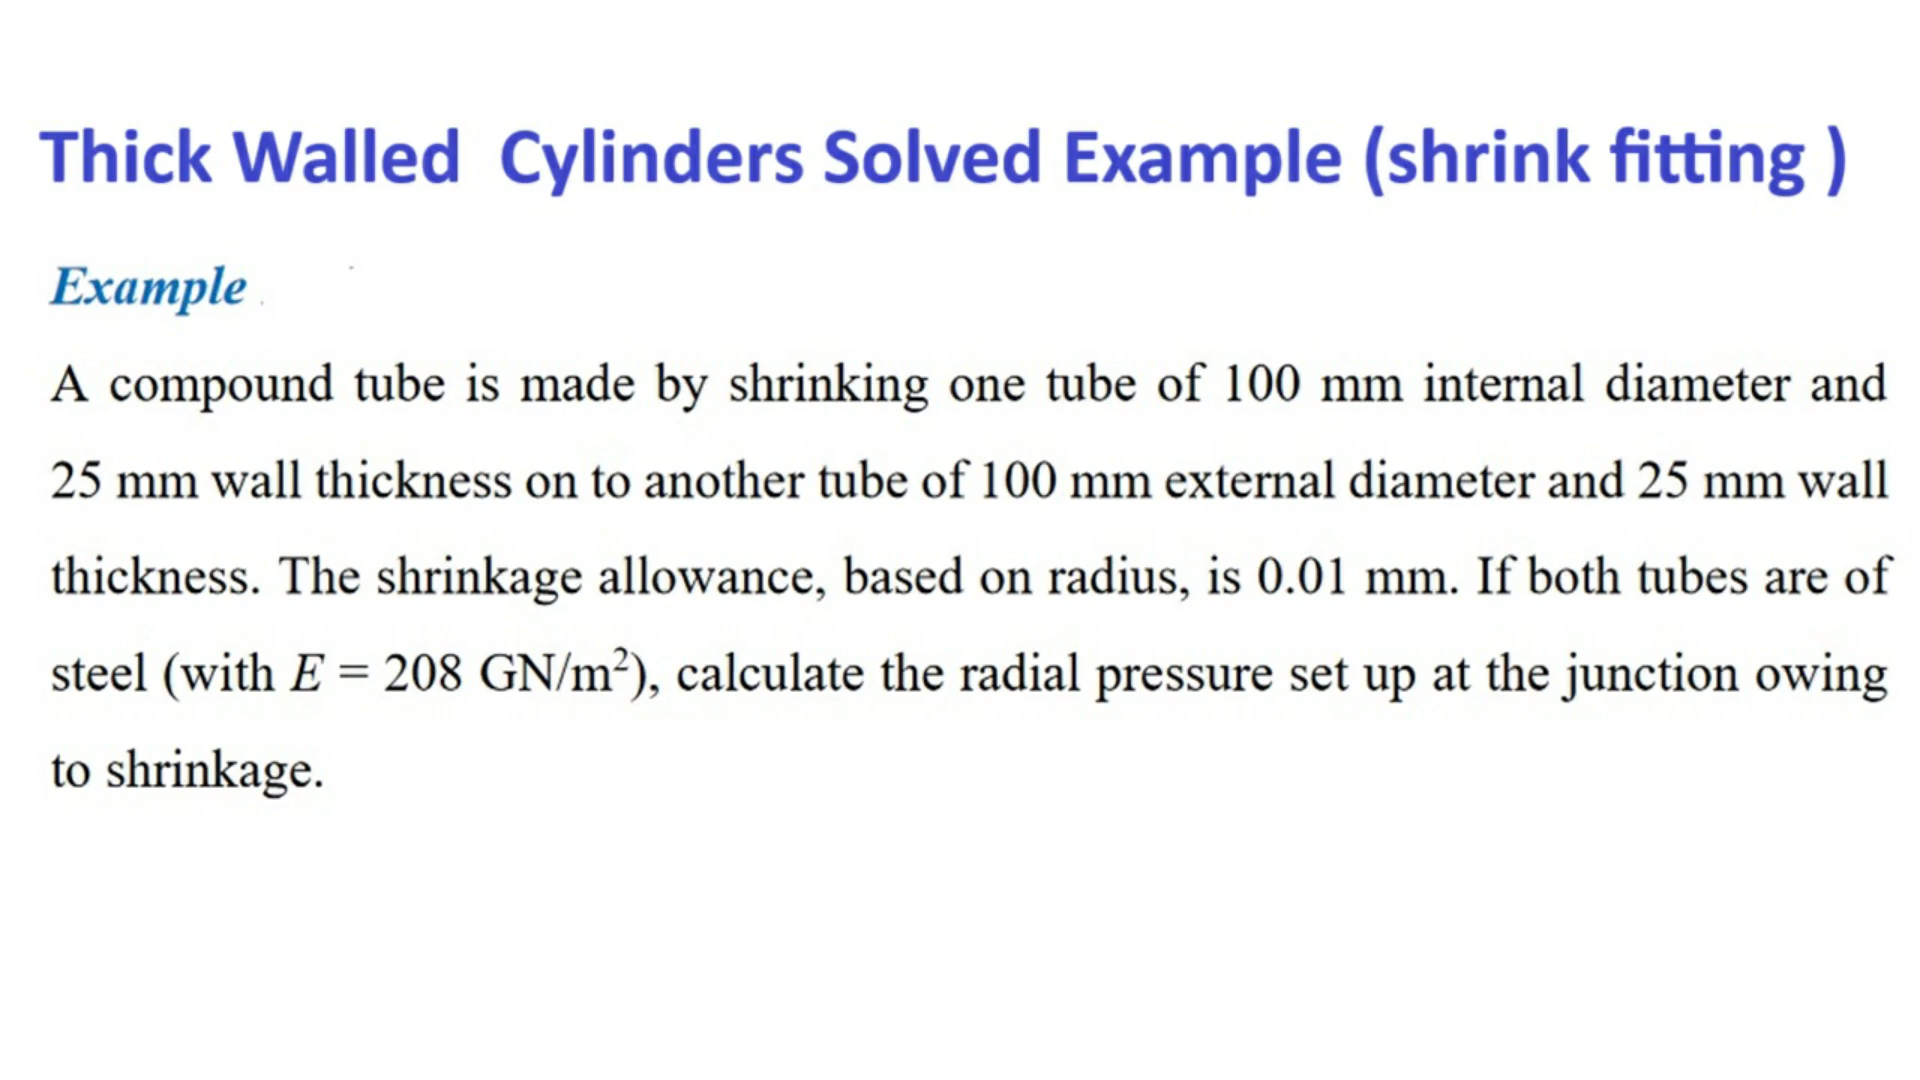 Thick Walled Cylinders Solved Example (shrink fitting )
Example
A compound tube is made by shrinking one tube of 100 mm internal diameter and
25 mm wall thickness on to another tube of 100 mm external diameter and 25 mm wall
thickness. The shrinkage allowance, based on radius, is 0.01 mm. If both tubes are of
steel (with E = 208 GN/m²), calculate the radial pressure set up at the junction owing
to shrinkage.